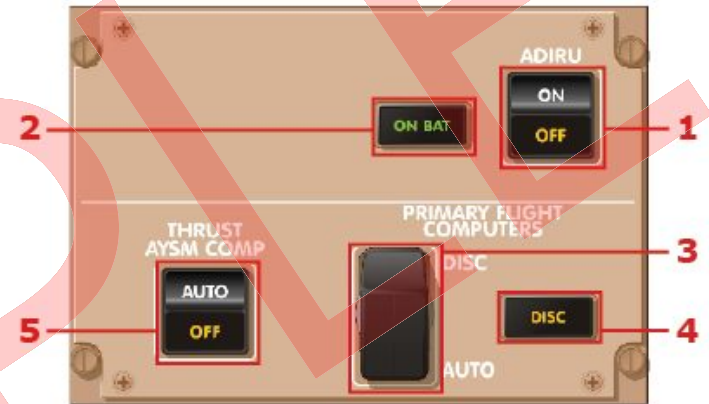 ADIRU
ON
OFF
1
2
ON BAT
PRIMARY FLIGHT
COMPUTERS
THRUST
AYSM COMP
DISC
3
AUTO
OFF
5
DISC
4
AUTO